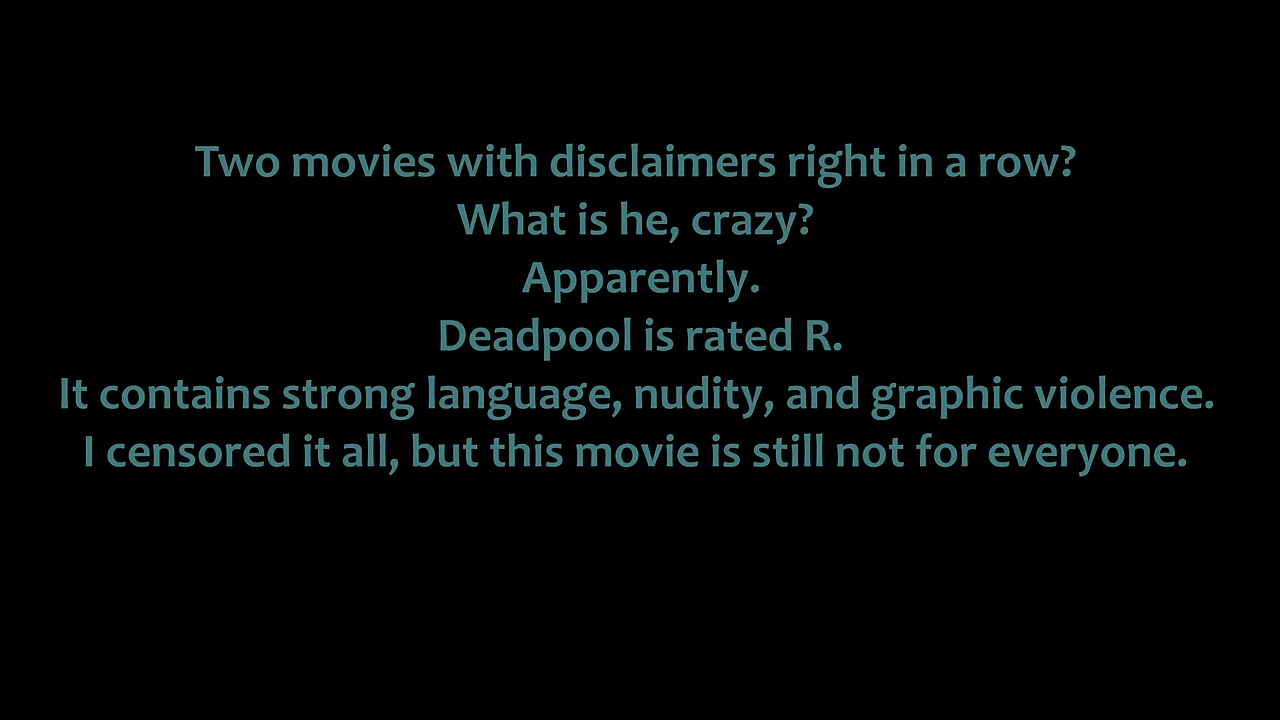 Two movies with disclaimers right in a row?
What is he, crazy?
Apparently.
Deadpool is rated R.
It contains strong language, nudity, and graphic violence.
I censored it all, but this movie is still not for everyone.